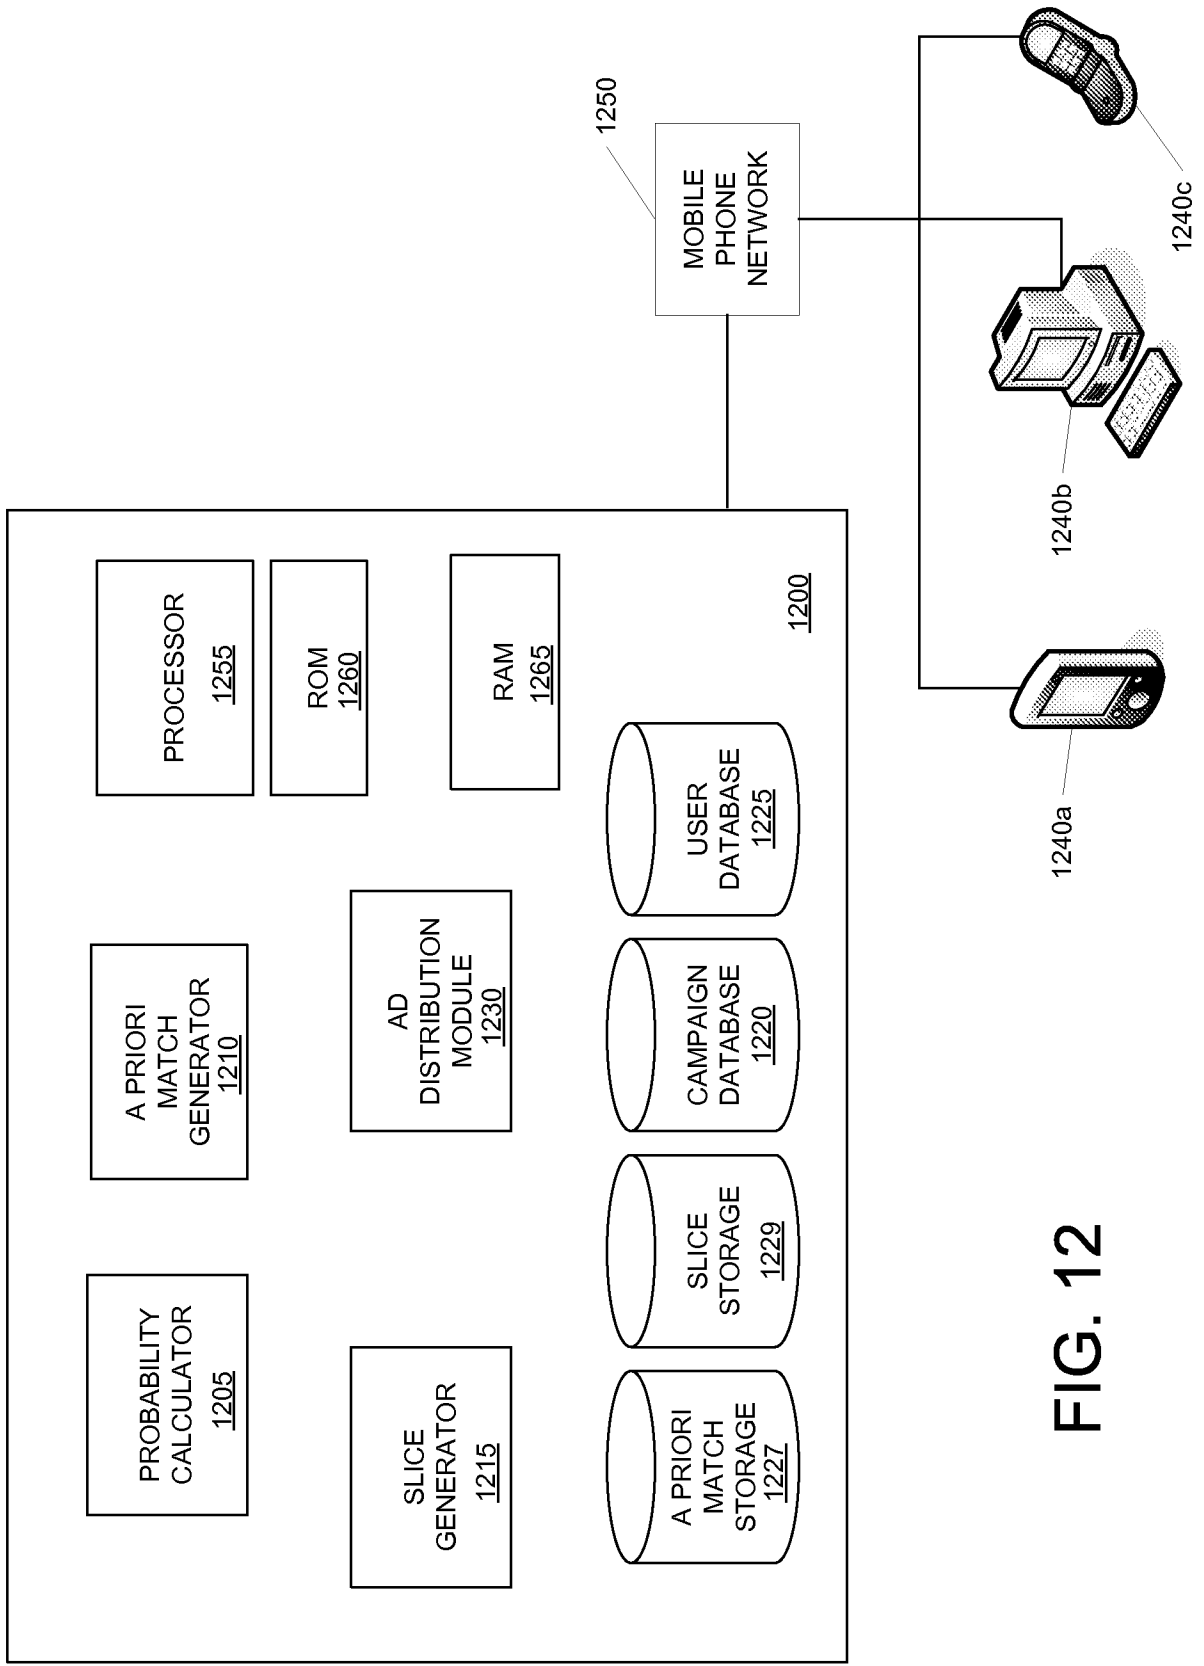 PROBABILITY
CALCULATOR
1205
A PRIORI
MATCH
GENERATOR
1210
PROCESSOR
1255
ROM
1260
SLICE
GENERATOR
1215
AD
DISTRIBUTION
MODULE
1230
RAM
1265
A PRIORI
MATCH
STORAGE
1227
SLICE
STORAGE
1229
CAMPAIGN
DATABASE
1220
USER
DATABASE
1225
1200
1250
MOBILE
PHONE
NETWORK
1240a
1240b
1240c
FIG. 12